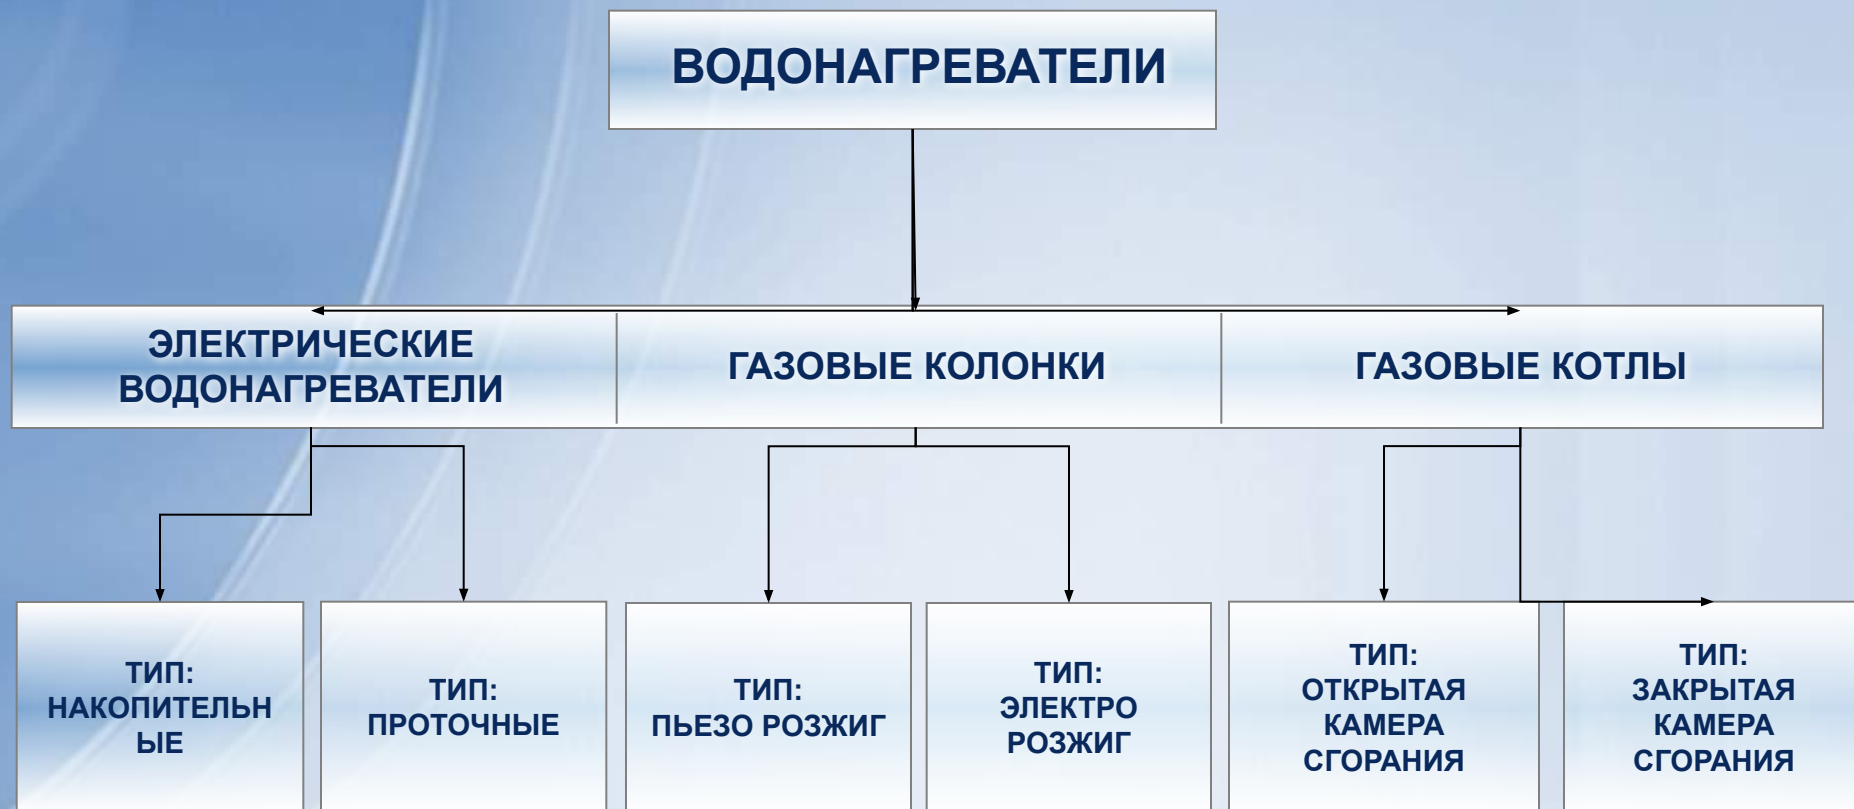 ВОДОНАГРЕВАТЕЛИ
ЭЛЕКТРИЧЕСКИЕ
ВОДОНАГРЕВАТЕЛИ
ГАЗОВЫЕ КОЛОНКИ
ГАЗОВЫЕ КОТЛЫ
ТИП:
НАКОПИТЕЛЬН
ЫЕ
ТИП:
ПРОТОЧНЫЕ
ТИП:
ПЬЕЗО РОЗЖИГ
ТИП:
ЭЛЕКТРО
РОЗЖИГ
ТИП:
ОТКРЫТАЯ
КАМЕРА
СГОРАНИЯ
ТИП:
ЗАКРЫТАЯ
КАМЕРА
СГОРАНИЯ